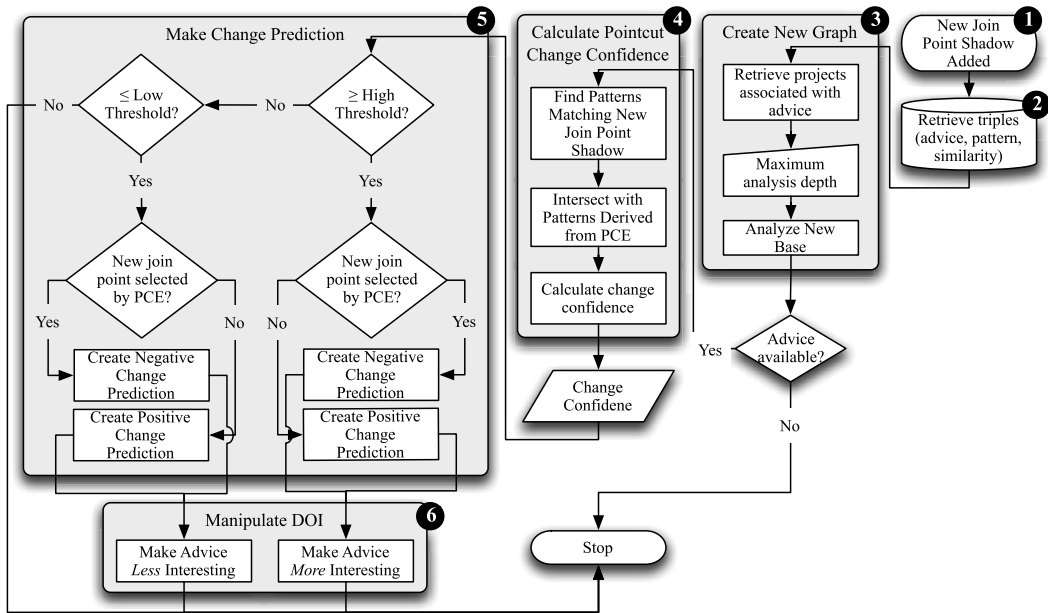 1
New Join
Point Shadow
Added
2
Retrieve triples
(advice, pattern,
similarity)
3
Create New Graph
Retrieve projects
associated with
advice
Maximum
analysis depth
Analyze New
Base
Advice
available?
Yes
No
4
Calculate Pointcut
Change Confidence
Find Patterns
Matching New
Join Point
Shadow
Intersect with
Patterns Derived
from PCE
Calculate change
confidence
Change
Confidene
5
Make Change Prediction
≥ High
Threshold?
No
Yes
≤ Low
Threshold?
No
Yes
New join
point selected
by PCE?
Yes
No
New join
point selected
by PCE?
No
Yes
Create Negative
Change
Prediction
Create Positive
Change
Prediction
Create Negative
Change
Prediction
Create Positive
Change
Prediction
6
Manipulate DOI
Make Advice
Less Interesting
Make Advice
More Interesting
Stop